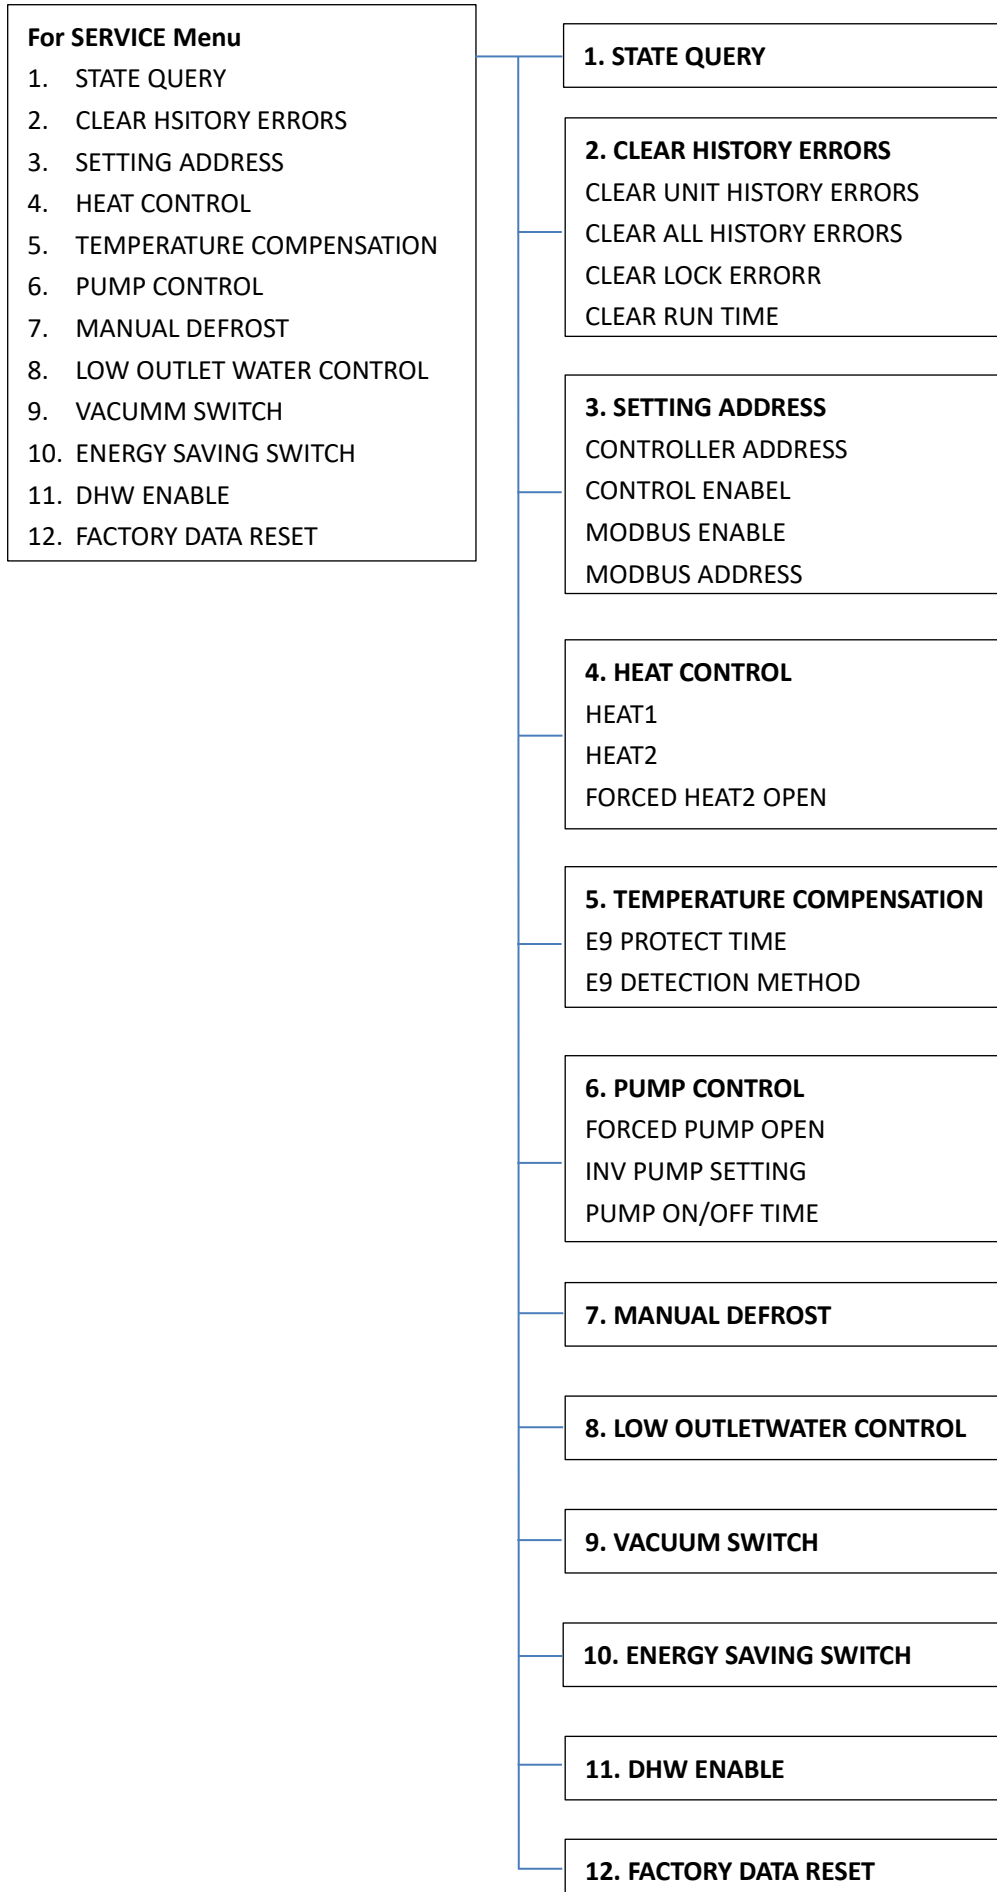 For SERVICE Menu
1. STATE QUERY
2. CLEAR HSITORY ERRORS
3. SETTING ADDRESS
4. HEAT CONTROL
5. TEMPERATURE COMPENSATION
6. PUMP CONTROL
7. MANUAL DEFROST
8. LOW OUTLET WATER CONTROL
9. VACUMM SWITCH
10. ENERGY SAVING SWITCH
11. DHW ENABLE
12. FACTORY DATA RESET
1. STATE QUERY
2. CLEAR HISTORY ERRORS
CLEAR UNIT HISTORY ERRORS
CLEAR ALL HISTORY ERRORS
CLEAR LOCK ERRORR
CLEAR RUN TIME
3. SETTING ADDRESS
CONTROLLER ADDRESS
CONTROL ENABEL
MODBUS ENABLE
MODBUS ADDRESS
4. HEAT CONTROL
HEAT1
HEAT2
FORCED HEAT2 OPEN
5. TEMPERATURE COMPENSATION
E9 PROTECT TIME
E9 DETECTION METHOD
6. PUMP CONTROL
FORCED PUMP OPEN
INV PUMP SETTING
PUMP ON/OFF TIME
7. MANUAL DEFROST
8. LOW OUTLETWATER CONTROL
9. VACUUM SWITCH
10. ENERGY SAVING SWITCH
11. DHW ENABLE
12. FACTORY DATA RESET